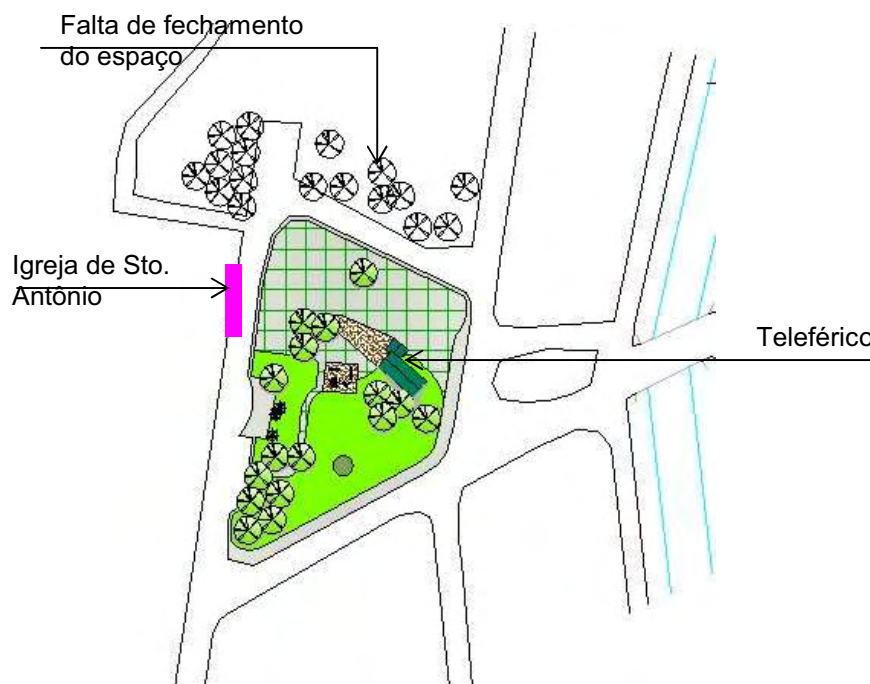 Falta de fechamento
do espaço
Igreja de Sto.
Antônio
Teleférico